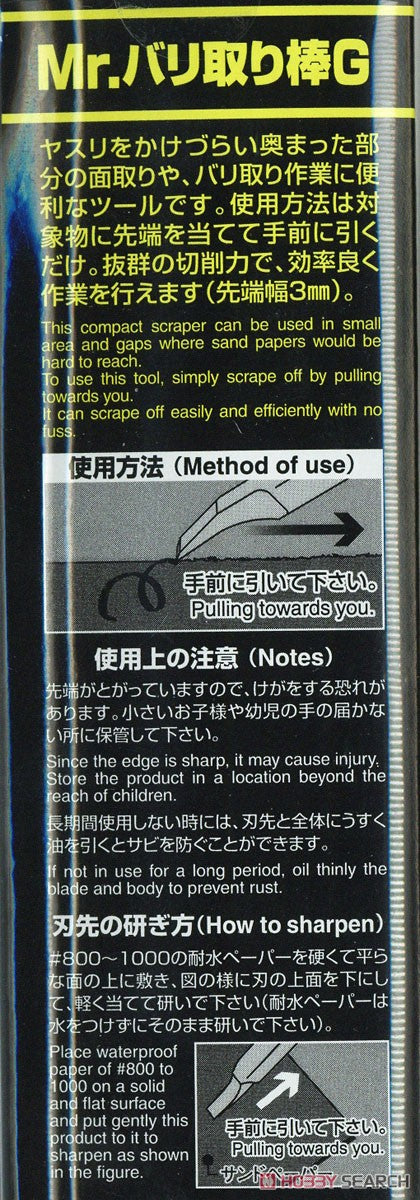 Mr.バリ取り棒G
ヤスリをかけづらい奥まった部
分の面取りや、バリ取り作業に便
利なツールです。使用方法は対
象物に先端を当てて手前に引く
だけ。抜群の切削力で、効率良く
作業を行えます(先端幅3㎜)。
This compact scraper can be used in small
area and gaps where sand papers would be
hard to reach.
To use this tool, simply scrape off by pulling
towards you.
It can scrape off easily and efficiently with no
fuss.
使用方法 (Method of use)
手前に引いて下さい。
Pulling towards you.
使用上の注意 (Notes)
先端がとがっていますので、けがをする恐れが
あります。小さいお子様や幼児の手の届かな
い所に保管して下さい。
Since the edge is sharp, it may cause injury,
Store the product in a location beyond the
reach of children.
長期間使用しない時には、刃先と全体にうすく
油を引くとサビを防ぐことができます。
If not in use for a long period, oil thinly the
blade and body to prevent rust.
刃先の研ぎ方(How to sharpen)
#800〜1000の耐水ペーパーを硬くて平ら
な面の上に敷き、図の様に刃の上面を下にし
て、軽く当てて研いで下さい(耐水ペーパーは
水をつけずにそのまま研いで下さい)。
Place waterproof
paper of #800 to
1000 on a solid
and flat surface
and put gently this
product to it to
sharpen as shown
in the figure.
手前に引いて下さい。
Pulling towards you.
サンドペーパー
HOBBY SEARCH